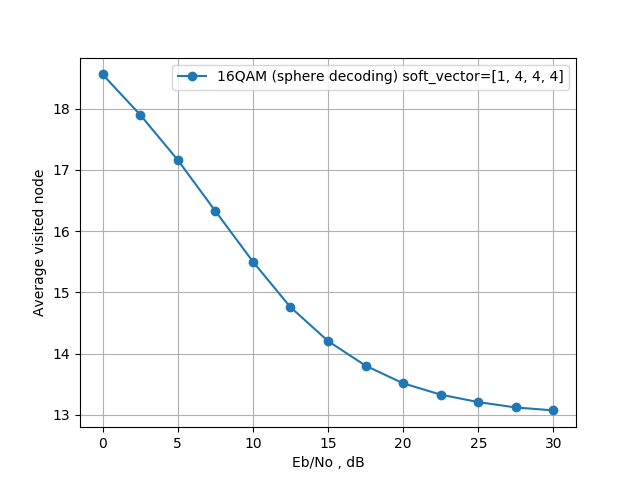 16QAM (sphere decoding) soft_vector=[1, 4, 4, 4]
18
17
16
15
14
13
Average visited node
0 5 10 15 20 25 30
Eb/No , dB